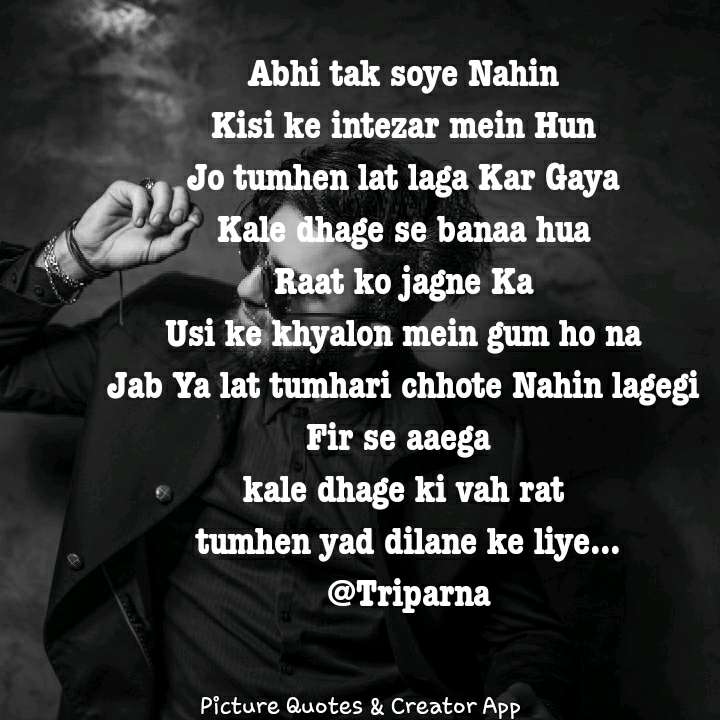 Abhi tak soye Nahin
Kisi ke intezar mein Hun
Jo tumhen lat laga Kar Gaya
Kale dhage se banaa hua
Raat ko jagne Ka
Usi ke khyalon mein gum ho na
Jab Ya lat tumhari chhote Nahin lagegi
Fir se aaega
kale dhage ki vah rat
tumhen yad dilane ke liye...
@Triparna
Picture Quotes & Creator App